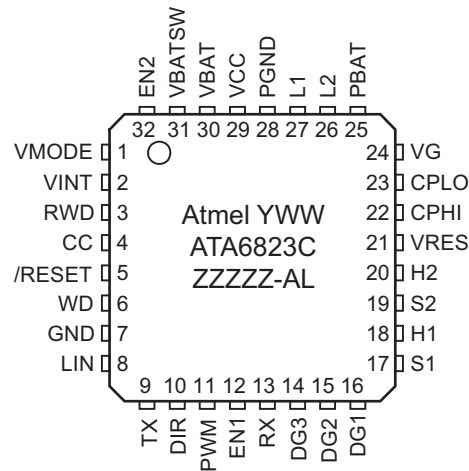 EN2
VBATSW
VBAT
VCC
PGND
L1
L2
PBAT
32 31 30 29 28 27 26 25
VMODE 1
VINT 2
RWD 3
CC 4
/RESET 5
WD 6
GND 7
LIN 8
Atmel YWW
ATA6823C
ZZZZZ-AL
24 VG
23 CPLO
22 CPHI
21 VRES
20 H2
19 S2
18 H1
17 S1
9 10 11 12 13 14 15 16
TX
DIR
PWM
EN1
RX
DG3
DG2
DG1